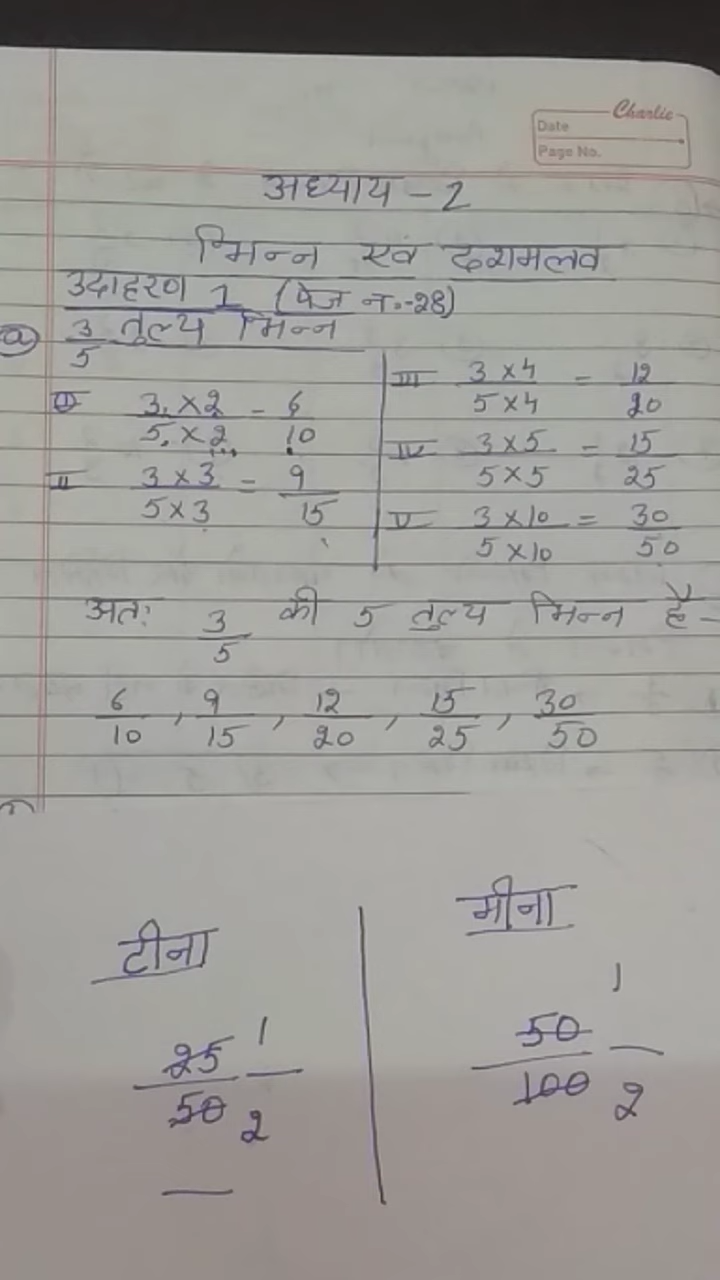 Charlie
Date
Page No.
अध्याय - 2
भिन्न एवं दशमलव
उदाहरण 1 (पेज न.-28)
a) 3/5 तुल्य भिन्न
I 3×2/5×2 = 6/10
II 3×3/5×3 = 9/15
III 3×4/5×4 = 12/20
IV 3×5/5×5 = 15/25
V 3×10/5×10 = 30/50
अतः 3/5 की 5 तुल्य भिन्न है -
6/10, 9/15, 12/20, 15/25, 30/50
टीना
25/50 1/2
मीना
50/100 1/2